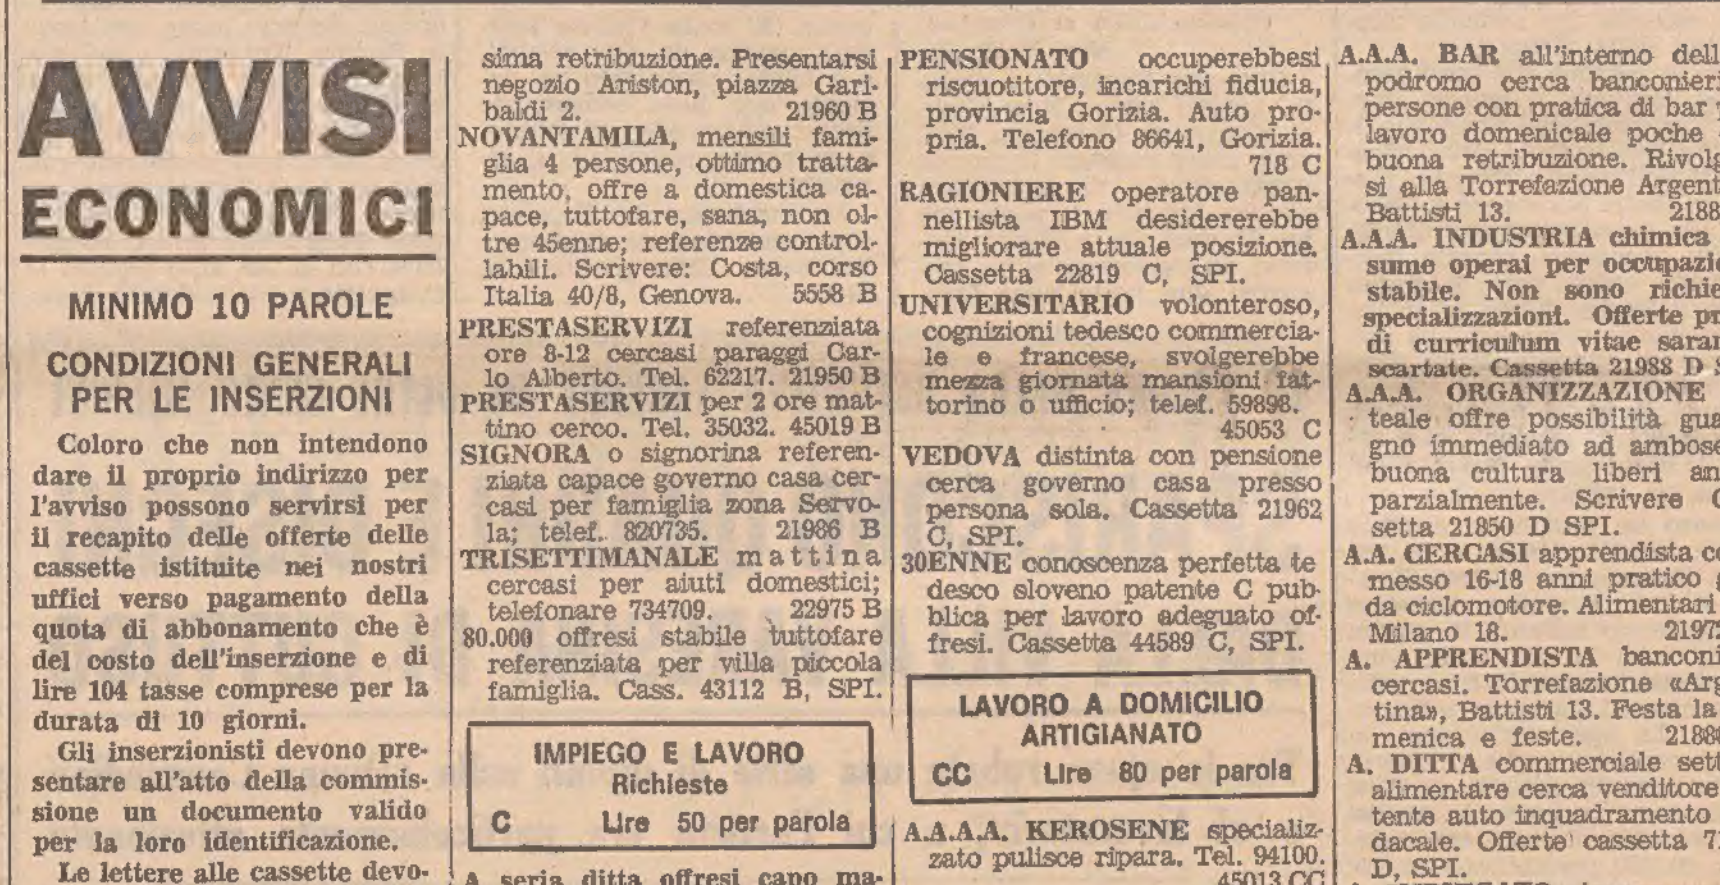 AVVISI
ECONOMICI
MINIMO 10 PAROLE
CONDIZIONI GENERALI
PER LE INSERZIONI
Coloro che non intendono
dare il proprio indirizzo per
l'avviso possono servirsi per
il recapito delle offerte delle
cassette istituite nei nostri
uffici verso pagamento della
quota di abbonamento che è
del costo dell'inserzione e di
lire 104 tasse comprese per la
durata di 10 giorni.
Gli inserzionisti devono pre-
sentare all'atto della commis-
sione un documento valido
per la loro identificazione.
Le lettere alle cassette devo-
sima retribuzione. Presentarsi
negozio Ariston, piazza Gari-
baldi 2. 21960 B
NOVANTAMILA, mensili fami-
glia 4 persone, ottimo tratta-
mento, offre a domestica ca-
pace, tuttofare, sana, non ol-
tre 45enne; referenze control-
labili. Scrivere: Costa, corso
Italia 40/8, Genova. 5558 B
PRESTASERVIZI referenziata
ore 8-12 cercasi paraggi Car-
lo Alberto. Tel. 62217. 21950 B
PRESTASERVIZI per 2 ore mat-
tino cerco. Tel. 35032. 45019 B
SIGNORA o signorina referen-
ziata capace governo casa cer-
casi per famiglia zona Servo-
la; telef. 820735. 21986 B
TRISETTIMANALE mattina
cercasi per aiuti domestici;
telefonare 734709. 22975 B
80.000 offresi stabile tuttofare
referenziata per villa piccola
famiglia. Cass. 43112 B, SPI.
IMPIEGO E LAVORO
Richieste
C Lire 50 per parola
A seria ditta offresi capo ma-
PENSIONATO occuperebbesi
riscuotitore, incarichi fiducia,
provincia Gorizia. Auto pro-
pria. Telefono 86641, Gorizia.
718 C
RAGIONIERE operatore pan-
nellista IBM desidererebbe
migliorare attuale posizione.
Cassetta 22819 C, SPI.
UNIVERSITARIO volonteroso,
cognizioni tedesco commercia-
le e francese, svolgerebbe
mezza giornata mansioni fat-
torino o ufficio; telef. 59898.
45053 C
VEDOVA distinta con pensione
cerca governo casa presso
persona sola. Cassetta 21962
C, SPI.
30ENNE conoscenza perfetta te
desco sloveno patente C pub-
blica per lavoro adeguato of-
fresi. Cassetta 44589 C, SPI.
LAVORO A DOMICILIO
ARTIGIANATO
CC Lire 80 per parola
A.A.A.A. KEROSENE specializ-
zato pulisce ripara. Tel. 94100.
45013 CC
A.A.A. BAR all'interno dell
podromo cerca banconieri
persone con pratica di bar
lavoro domenicale poche
buona retribuzione. Rivolg
si alla Torrefazione Argent
Battisti 13. 2188
A.A.A. INDUSTRIA chimica
sume operai per occupazio
stabile. Non sono richie
specializzazioni. Offerte pr
di curriculum vitae saran
scartate. Cassetta 21988 D
A.A.A. ORGANIZZAZIONE
teale offre possibilità gua
gno immediato ad ambose
buona cultura liberi an
parzialmente. Scrivere C
setta 21850 D SPI.
A.A. CERCASI apprendista co
messo 16-18 anni pratico
da ciclomotore. Alimentari
Milano 18. 2197
A. APPRENDISTA banconi
cercasi. Torrefazione «Arg
tina», Battisti 13. Festa la
menica e feste. 2188
A. DITTA commerciale sett
alimentare cerca venditore
tente auto inquadramento
dacale. Offerte cassetta 7
D, SPI.